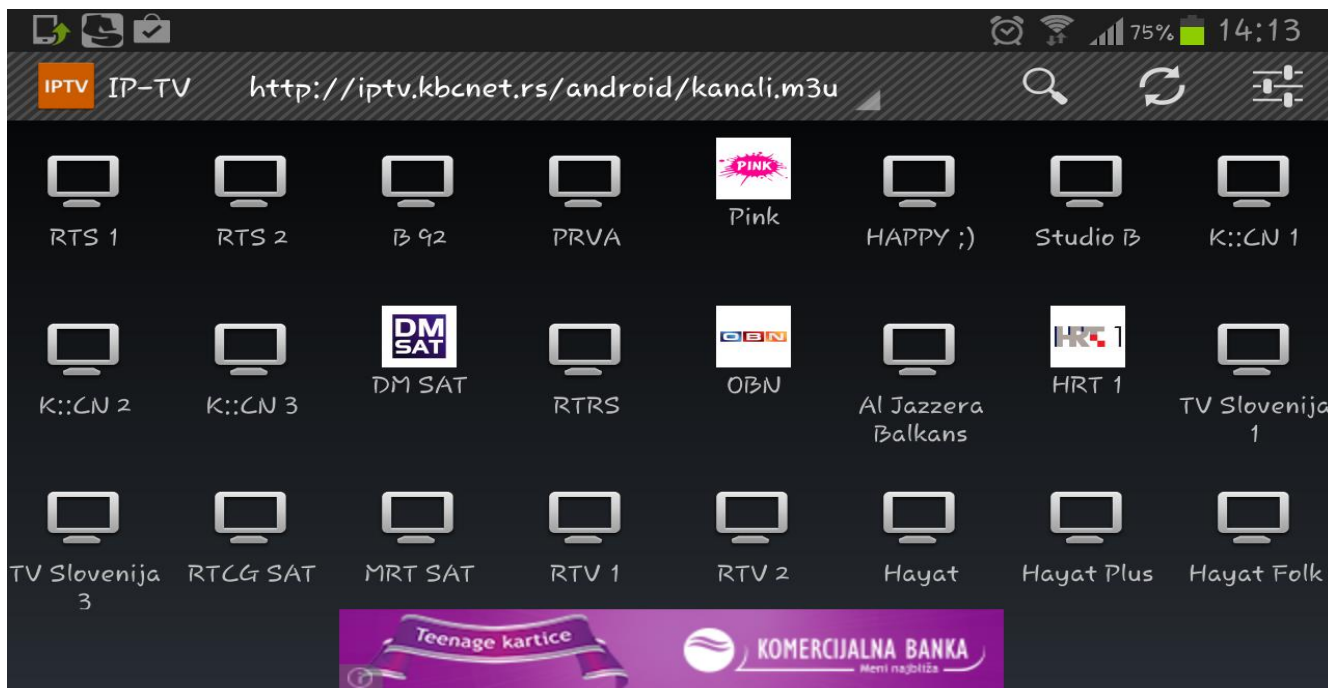 75% 14:13
IPTV IP-TV http://iptv.kbcnet.rs/android/kanali.m3u
PINK
RTS 1 RTS 2 B 92 PRVA Pink HAPPY ;) Studio B K::CN 1
DM
SAT
OBN
HRT 1
K::CN 2 K::CN 3 DM SAT RTRS OBN Al Jazzera
Balkans HRT 1 TV Slovenija
1
TV Slovenija
3 RTCG SAT MRT SAT RTV 1 RTV 2 Hayat Hayat Plus Hayat Folk
Teenage kartice
KOMERCIJALNA BANKA
Meni najbliža